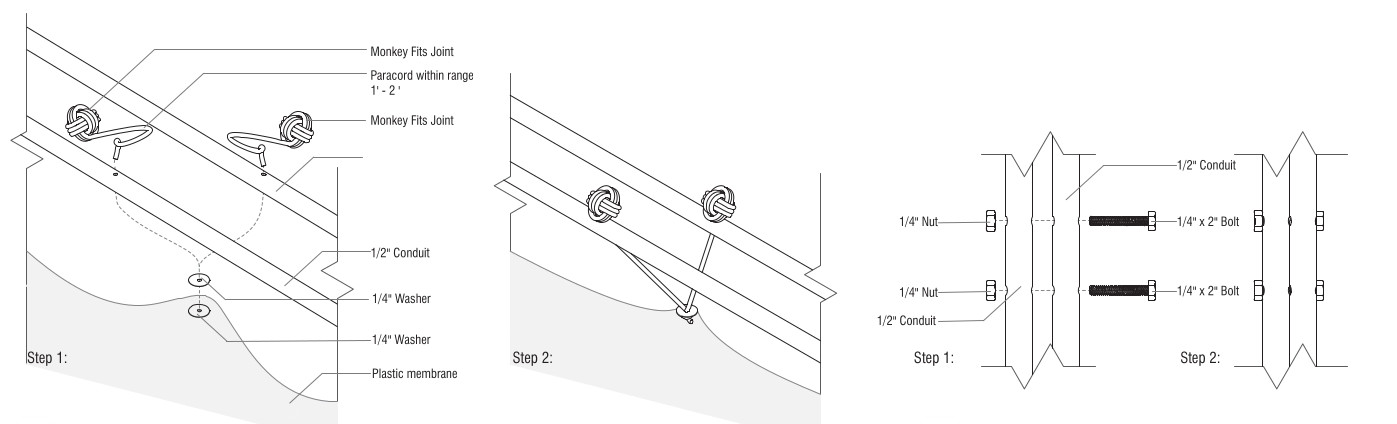 Monkey Fits Joint
Paracord within range
1' - 2 '
Monkey Fits Joint
1/2" Conduit
1/4" Washer
1/4" Washer
Plastic membrane
Step 1:
Step 2:
1/2" Conduit
1/4" Nut
1/4" x 2" Bolt
1/4" Nut
1/4" x 2" Bolt
1/2" Conduit
Step 1:
Step 2: